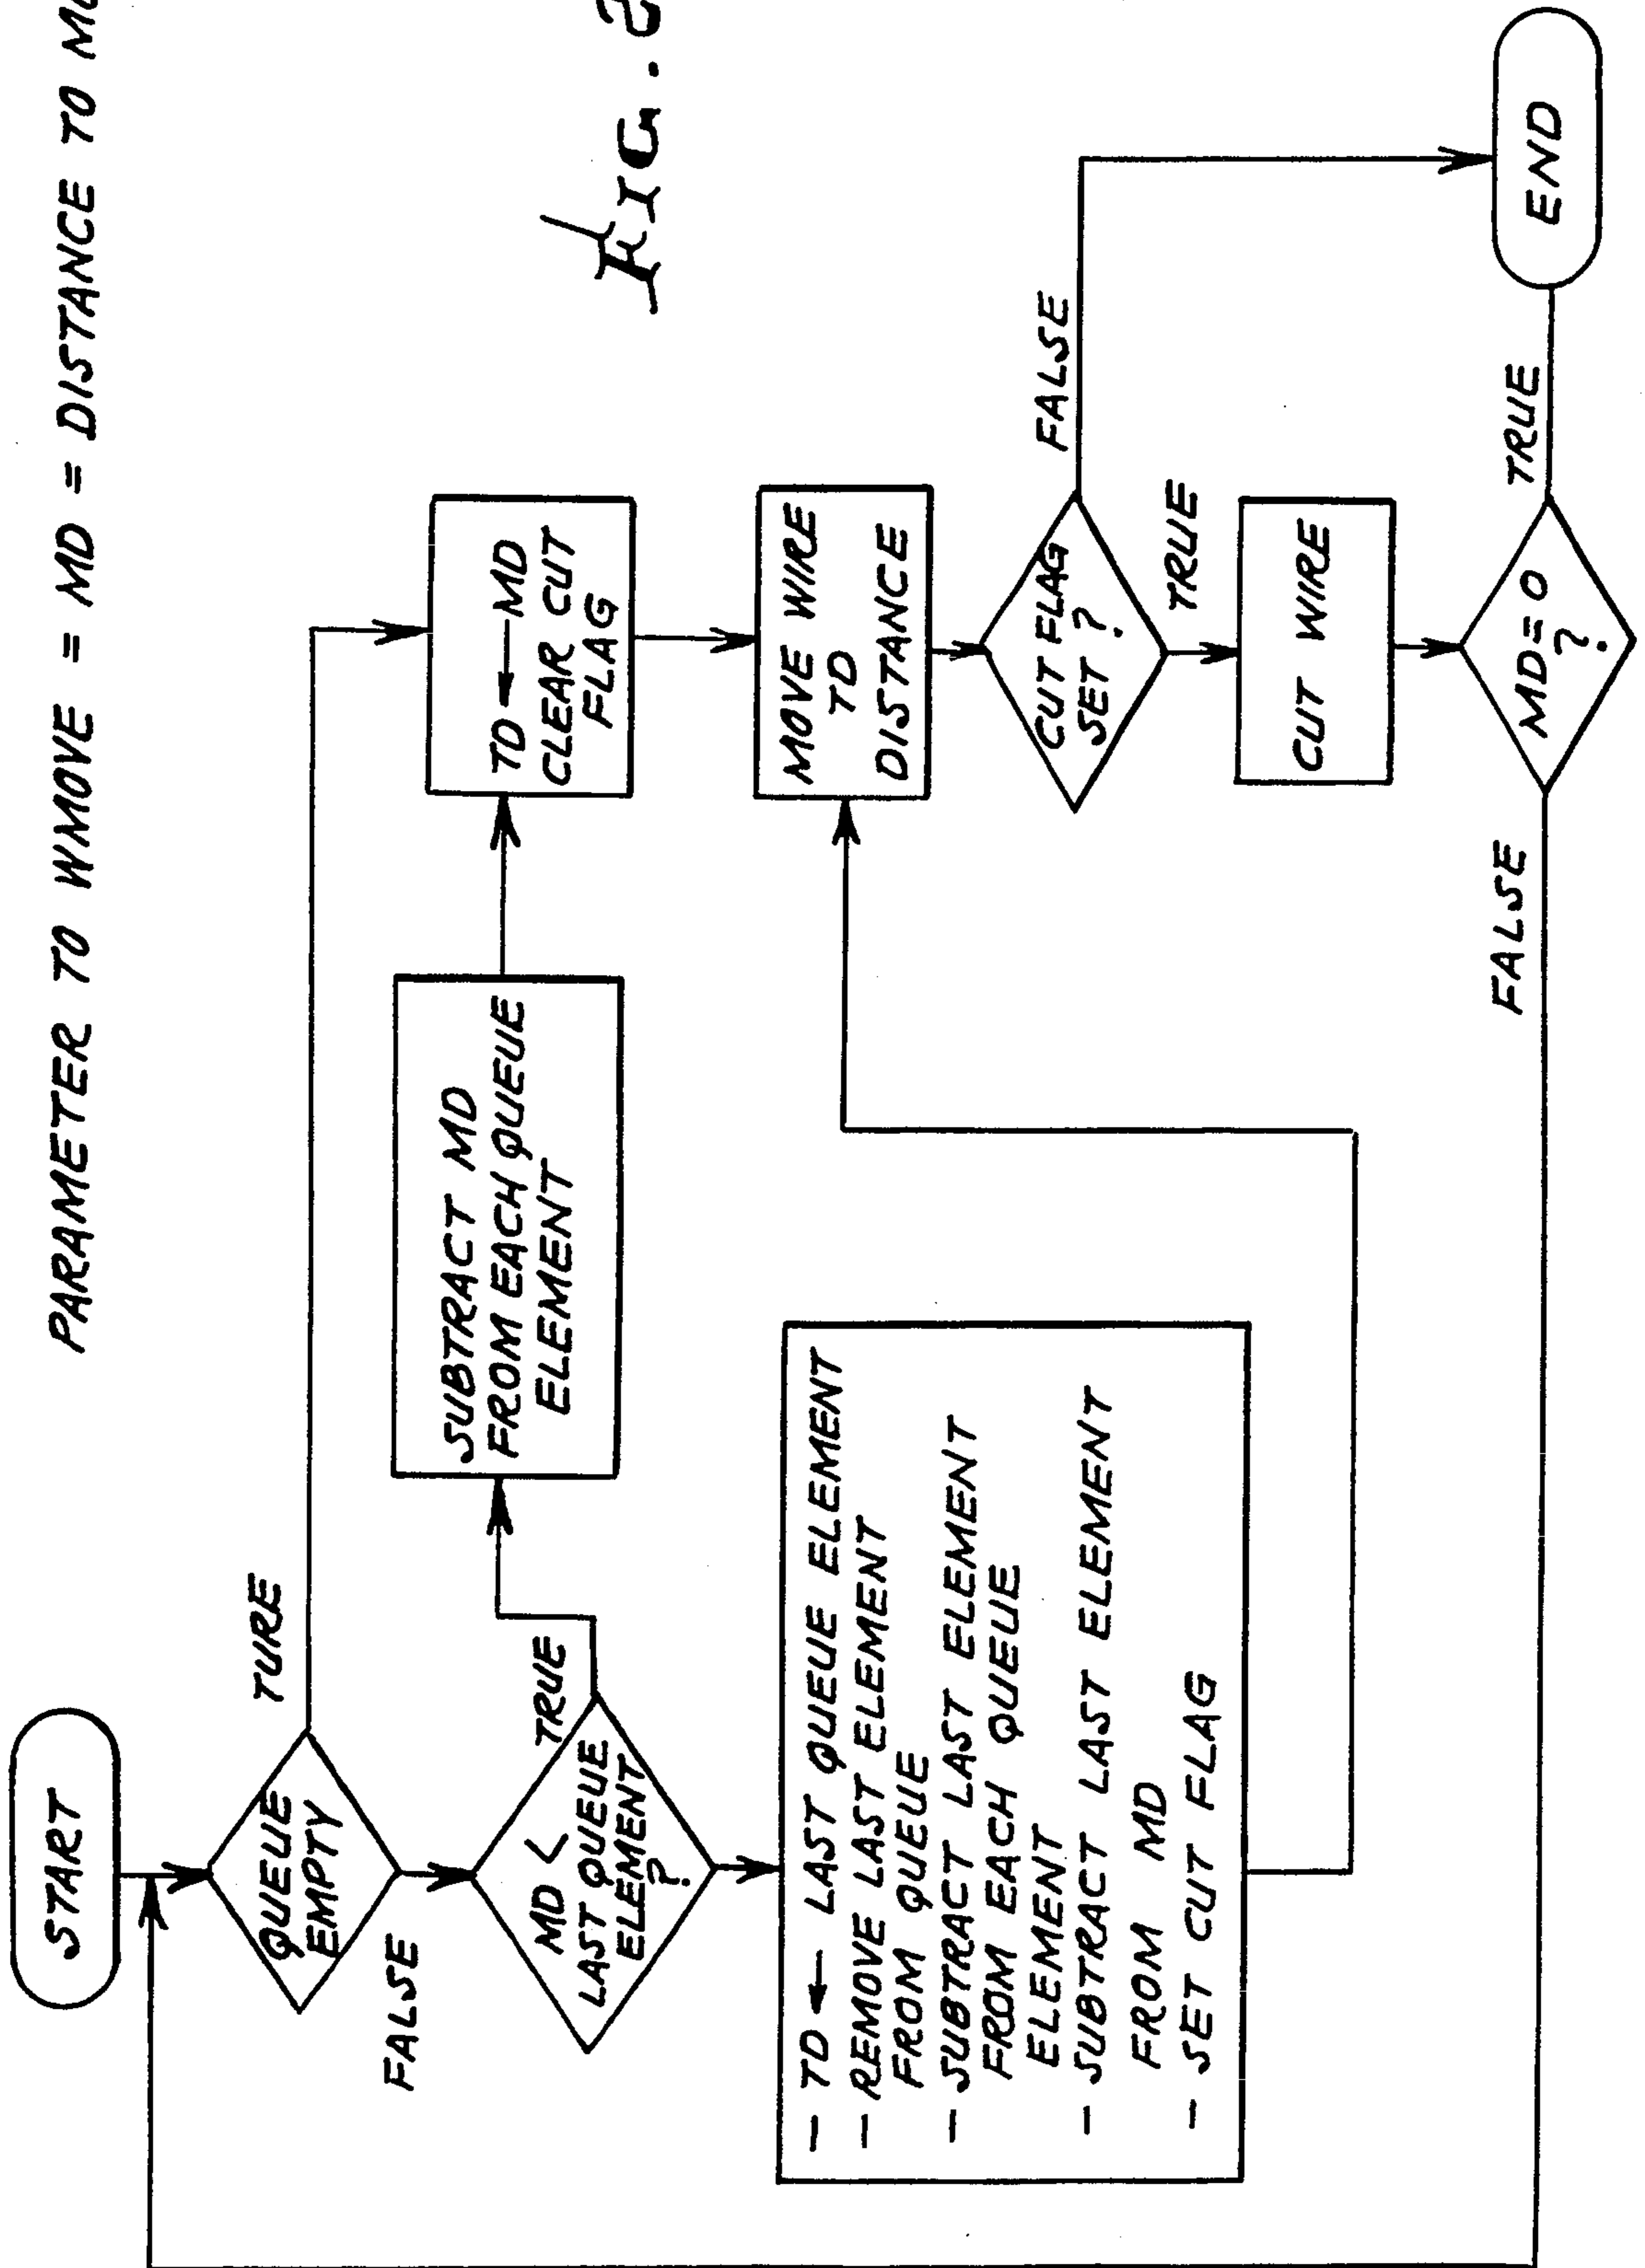 PARAMETER TO WMOVE = MD = DISTANCE TO
START
QUEUE
EMPTY
TURE
FALSE
MD <
LAST QUEUE
ELEMENT
?
TRUE
SUBTRACT MD
FROM EACH QUEUE
ELEMENT
TD ← MD
CLEAR CUT
FLAG
- TD ← LAST QUEUE ELEMENT
- REMOVE LAST ELEMENT
FROM QUEUE
- SUBTRACT LAST ELEMENT
FROM EACH QUEUE
ELEMENT
- SUBTRACT LAST ELEMENT
FROM MD
- SET CUT FLAG
MOVE WIRE
TD
DISTANCE
CUT FLAG
SET ?
FALSE
TRUE
CUT WIRE
MD=0
?
FALSE
TRUE
END
FIG. 2